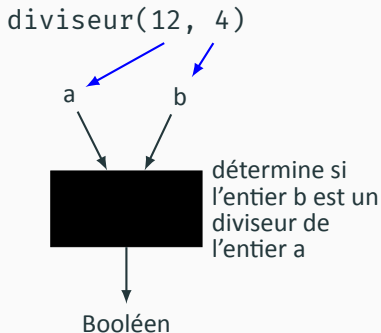 diviseur(12, 4)
a
b
détermine si
l'entier b est un
diviseur de
l'entier a
Booléen